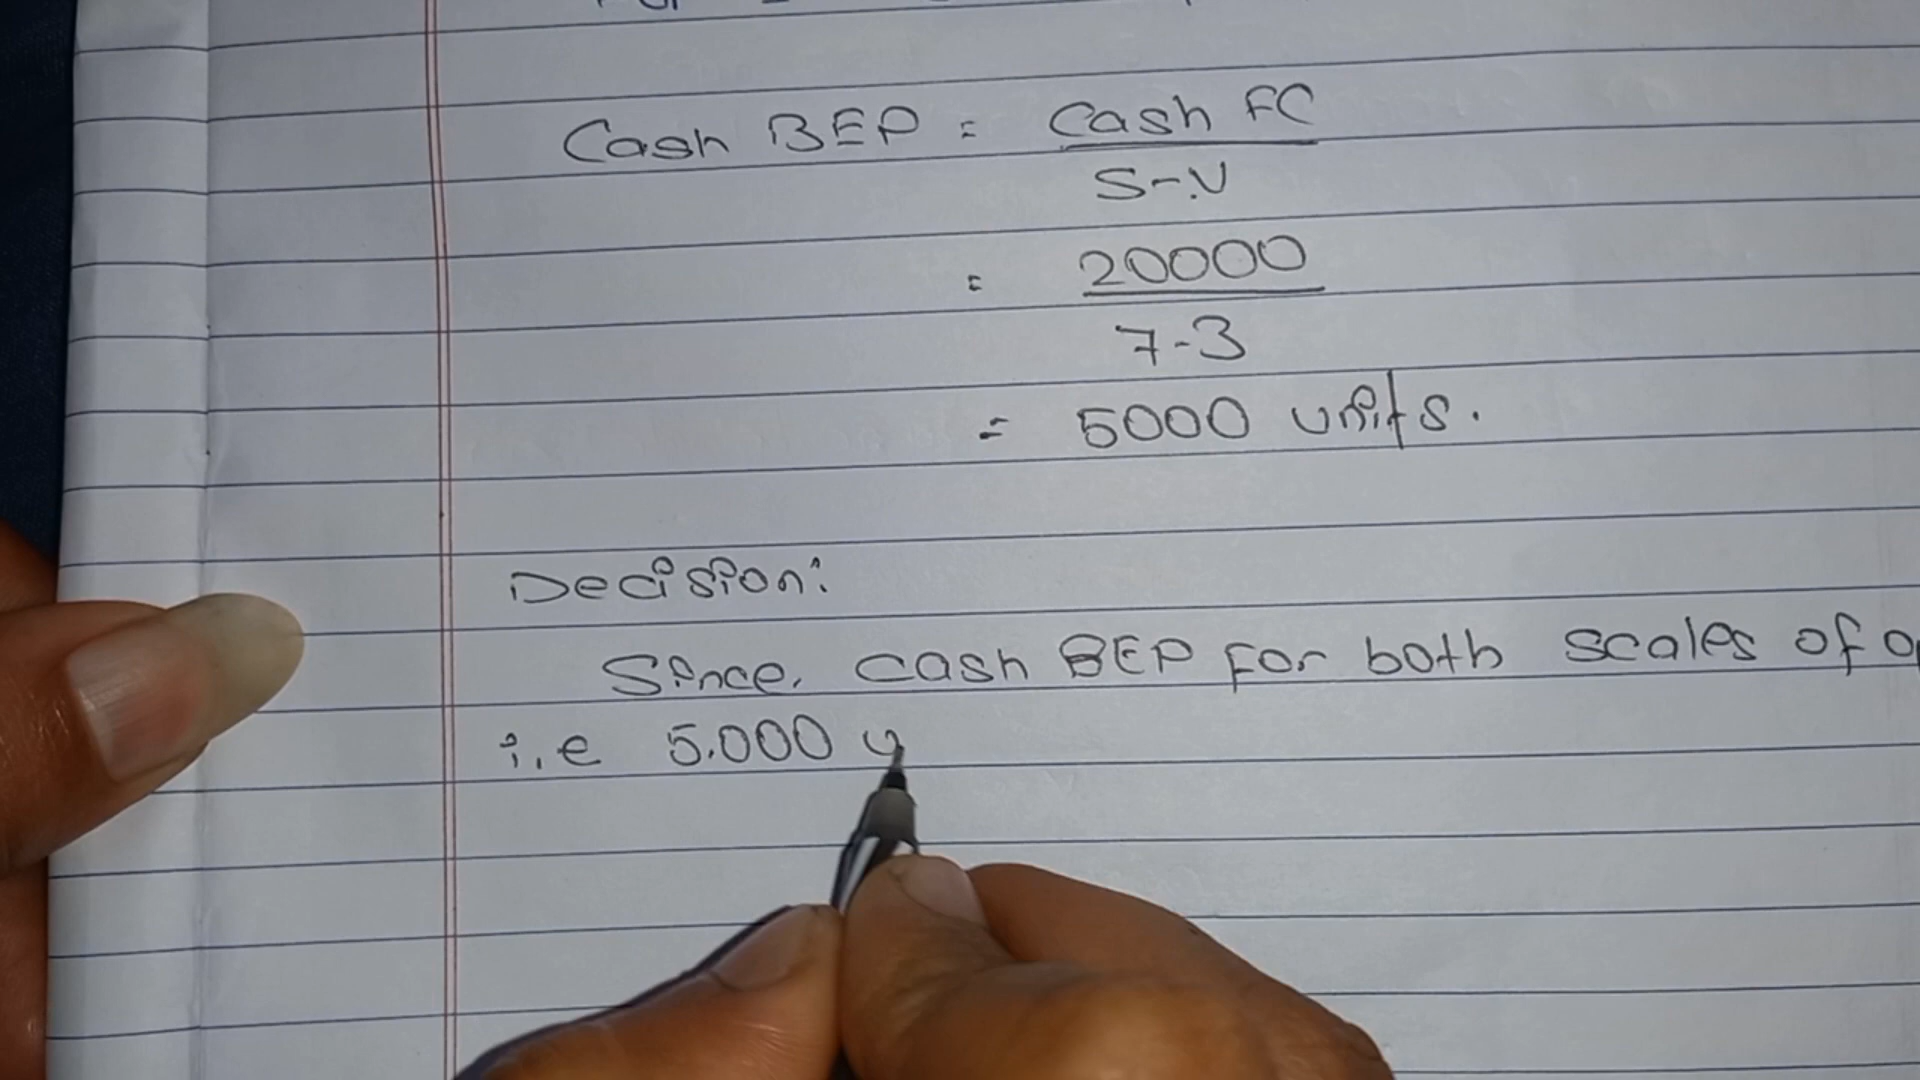 Cash BEP = Cash FC
S-V
= 20000
7-3
= 5000 units.
Decision:
Since, cash BEP for both scales of
i.e 5.000